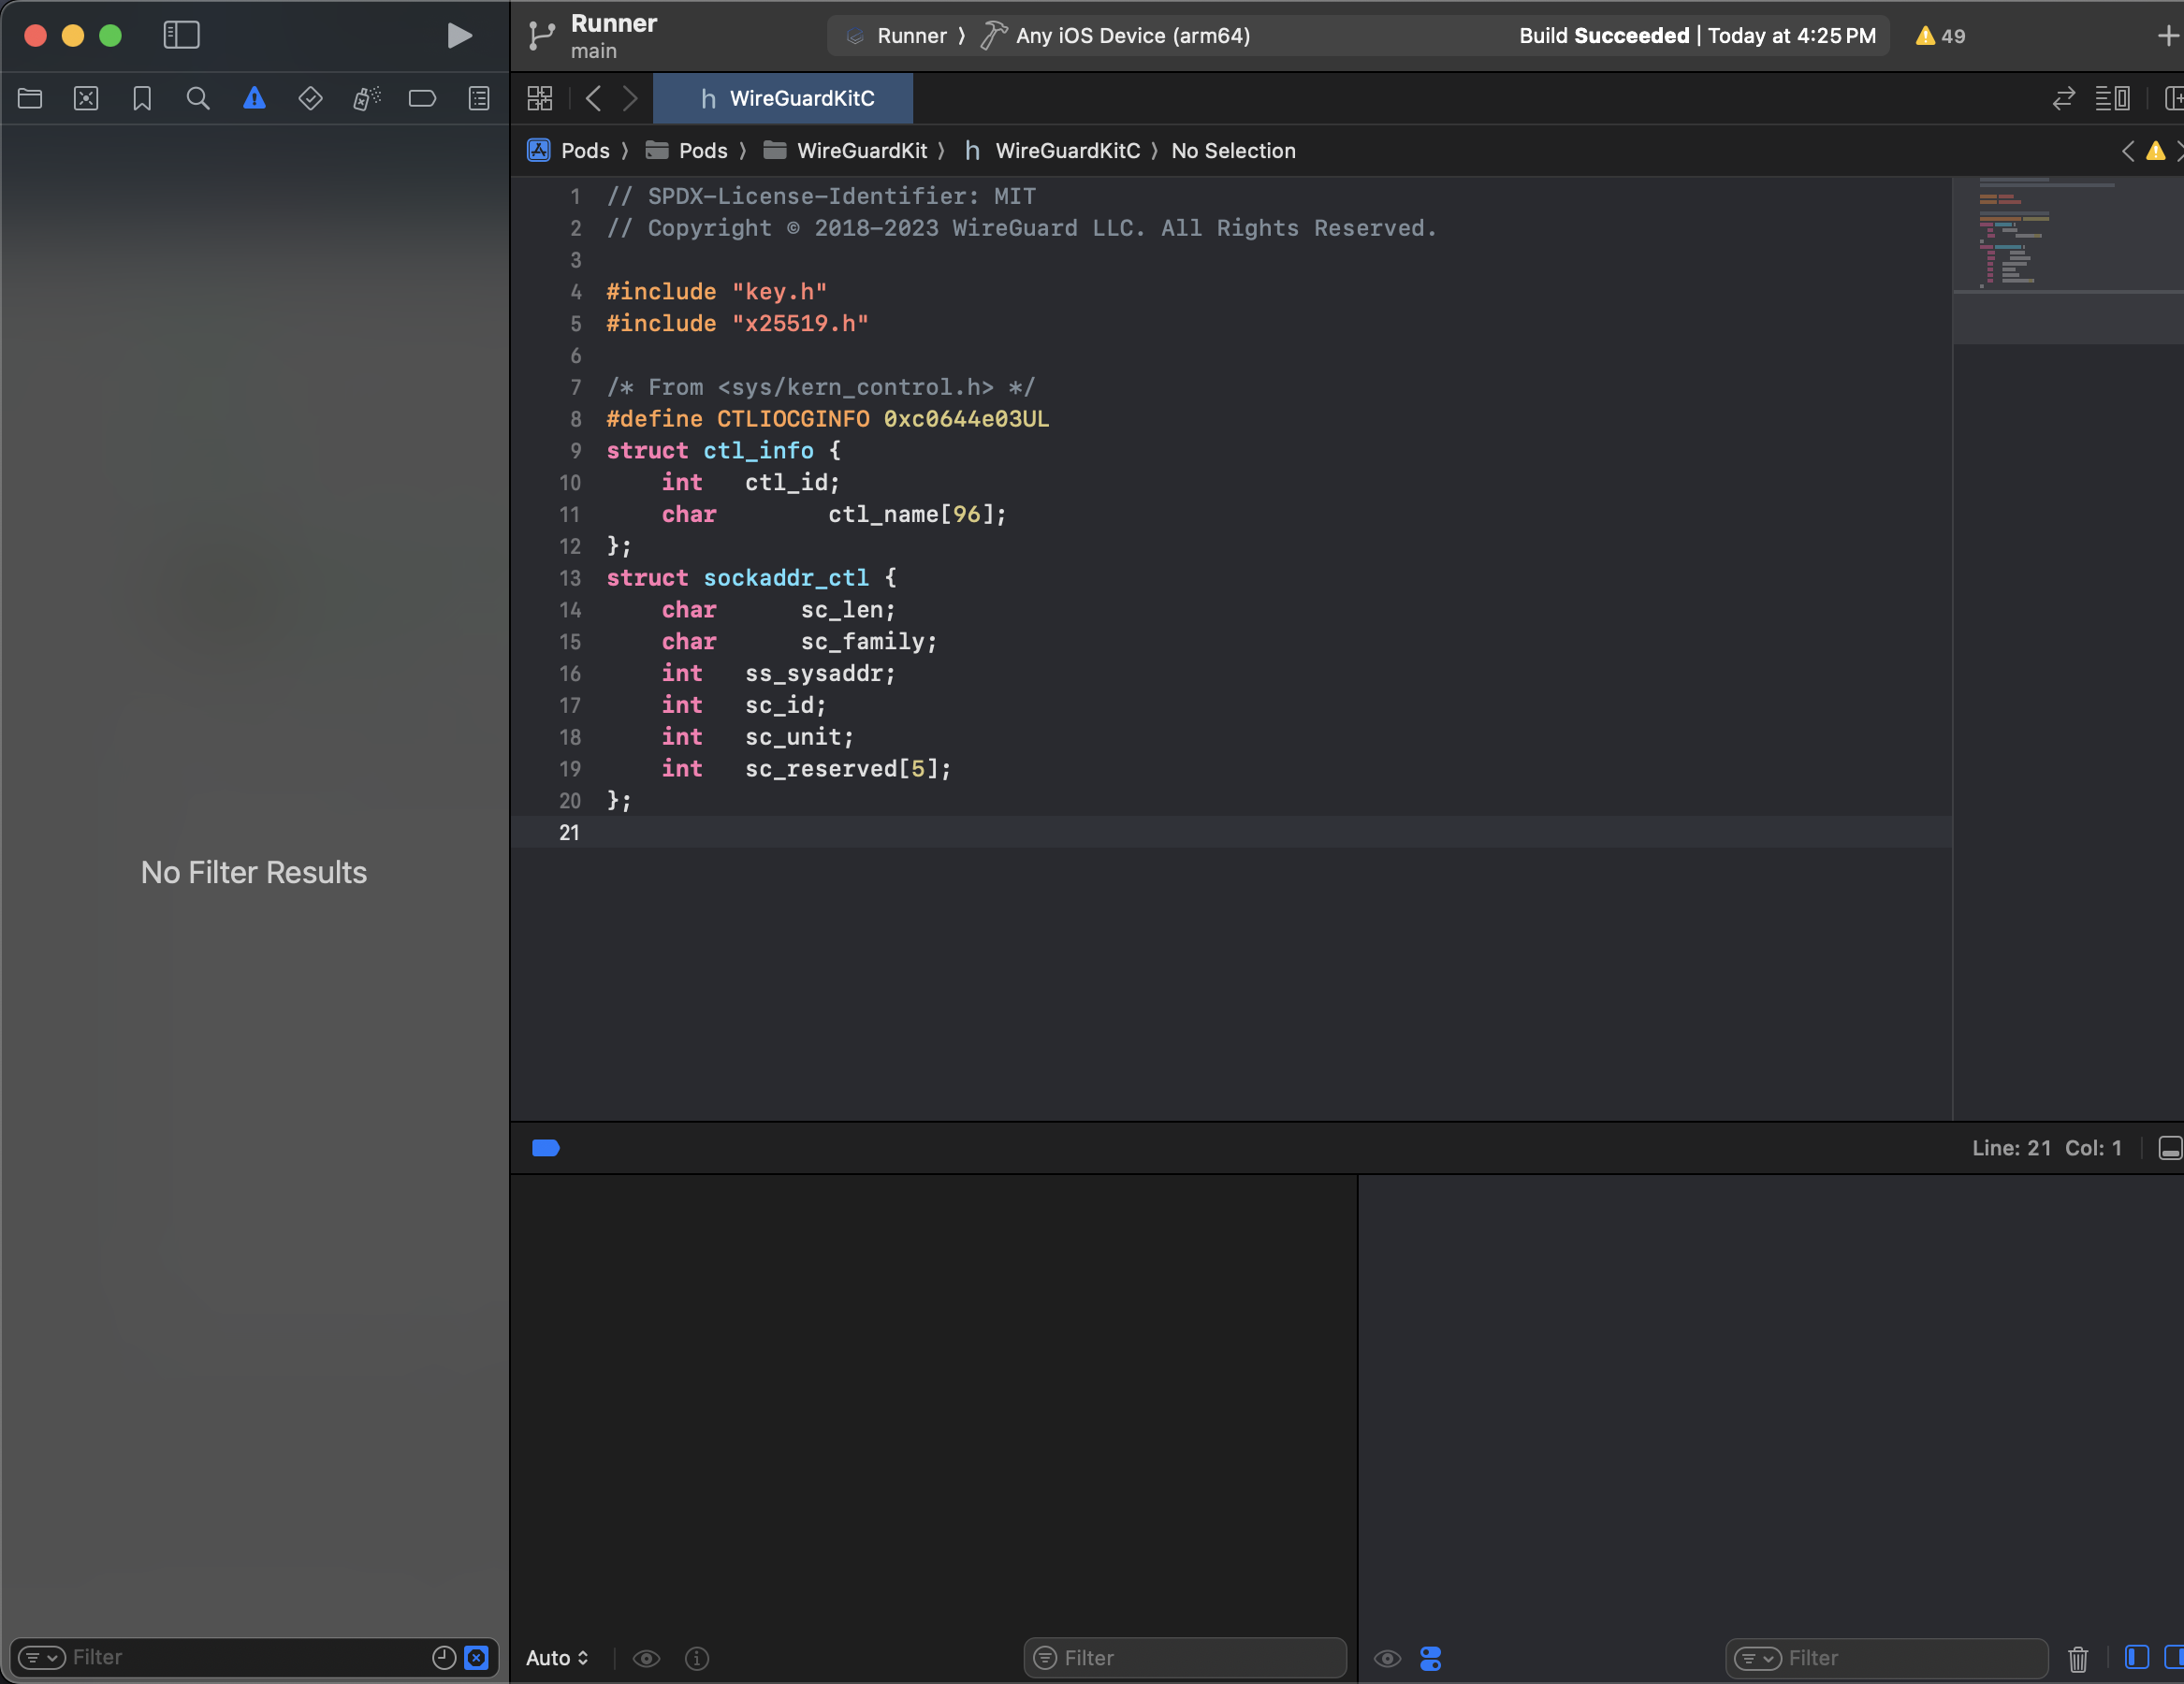 Runner
main
Runner 〉 Any iOS Device (arm64)
Build Succeeded | Today at 4:25 PM
49
h WireGuardKitC
Pods 〉 Pods 〉 WireGuardKit 〉 h WireGuardKitC 〉 No Selection
1 // SPDX-License-Identifier: MIT
2 // Copyright © 2018-2023 WireGuard LLC. All Rights Reserved.
3
4 #include "key.h"
5 #include "x25519.h"
6
7 /* From <sys/kern_control.h> */
8 #define CTLIOCGINFO 0xc0644e03UL
9 struct ctl_info {
10     int   ctl_id;
11     char        ctl_name[96];
12 };
13 struct sockaddr_ctl {
14     char      sc_len;
15     char      sc_family;
16     int   ss_sysaddr;
17     int   sc_id;
18     int   sc_unit;
19     int   sc_reserved[5];
20 };
21
No Filter Results
Line: 21 Col: 1
Filter
Auto
Filter
Filter